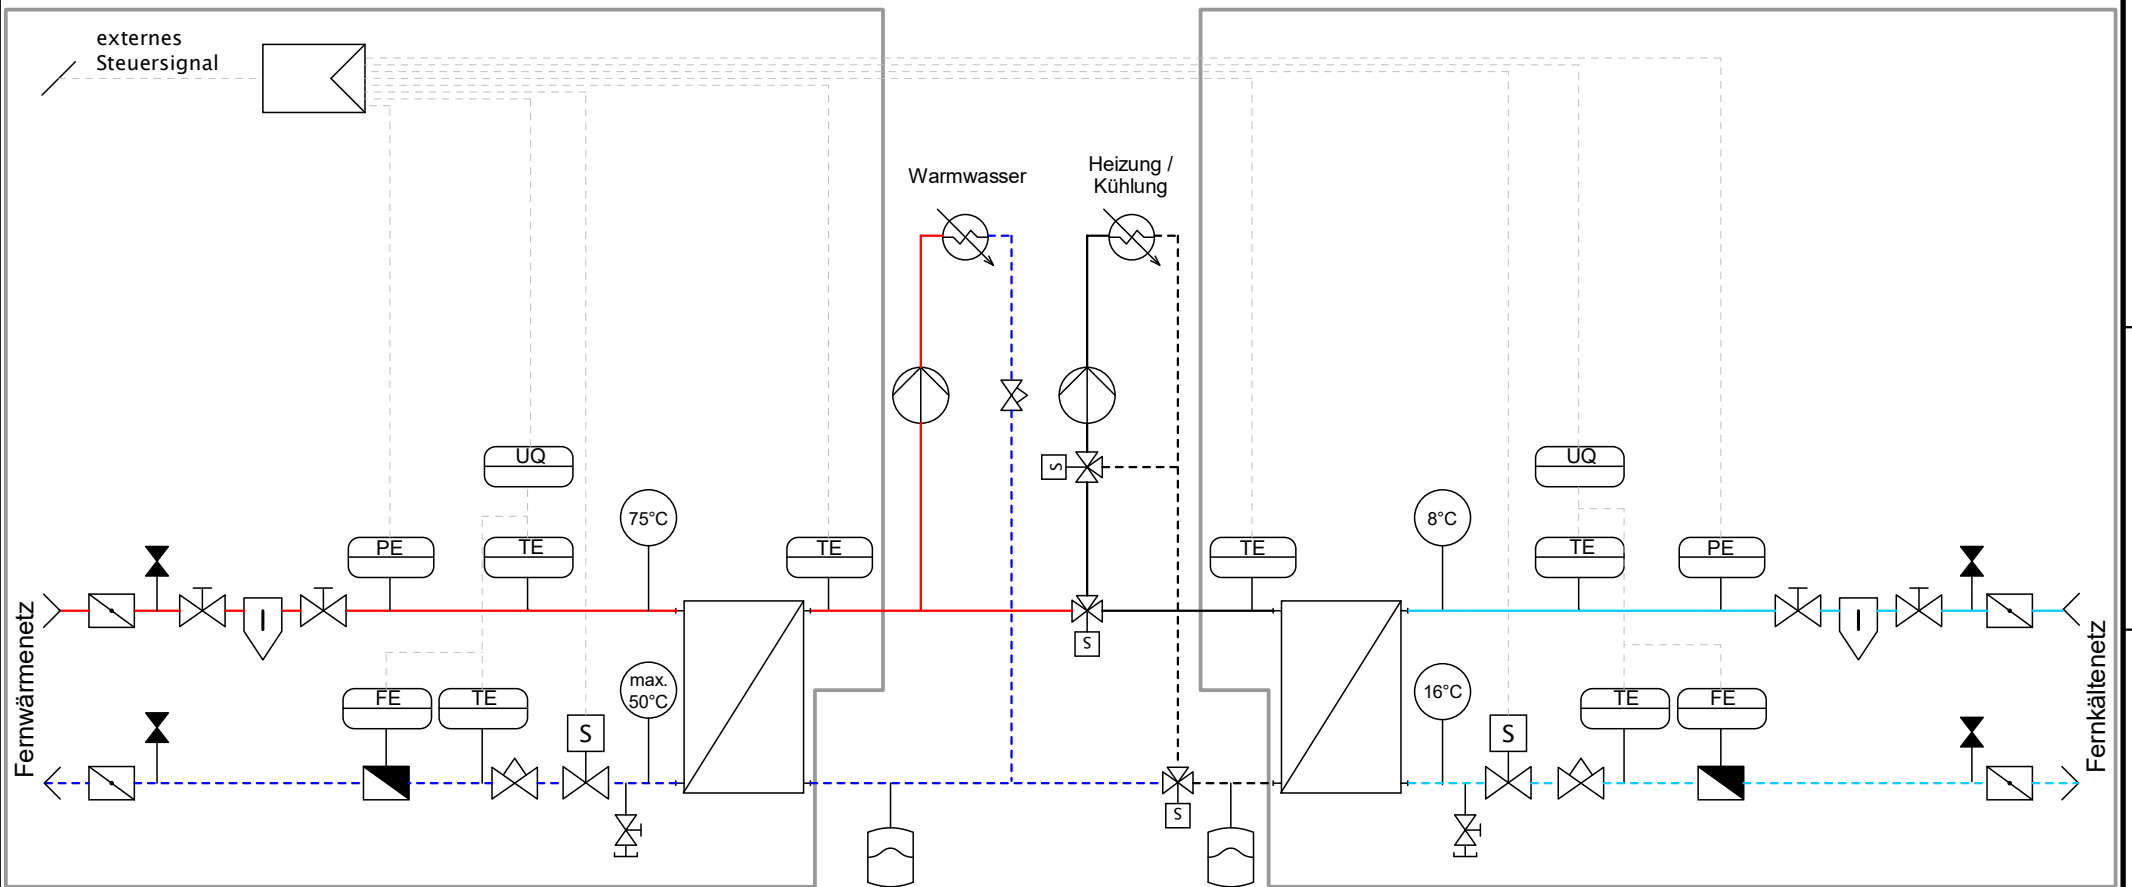 externes
Steuersignal
Warmwasser
Heizung /
Kühlung
UQ
UQ
75°C
8°C
PE
TE
TE
TE
TE
PE
Fernwärmenetz
S
S
max.
50°C
16°C
FE
TE
S
S
TE
FE
S
Fernkältenetz